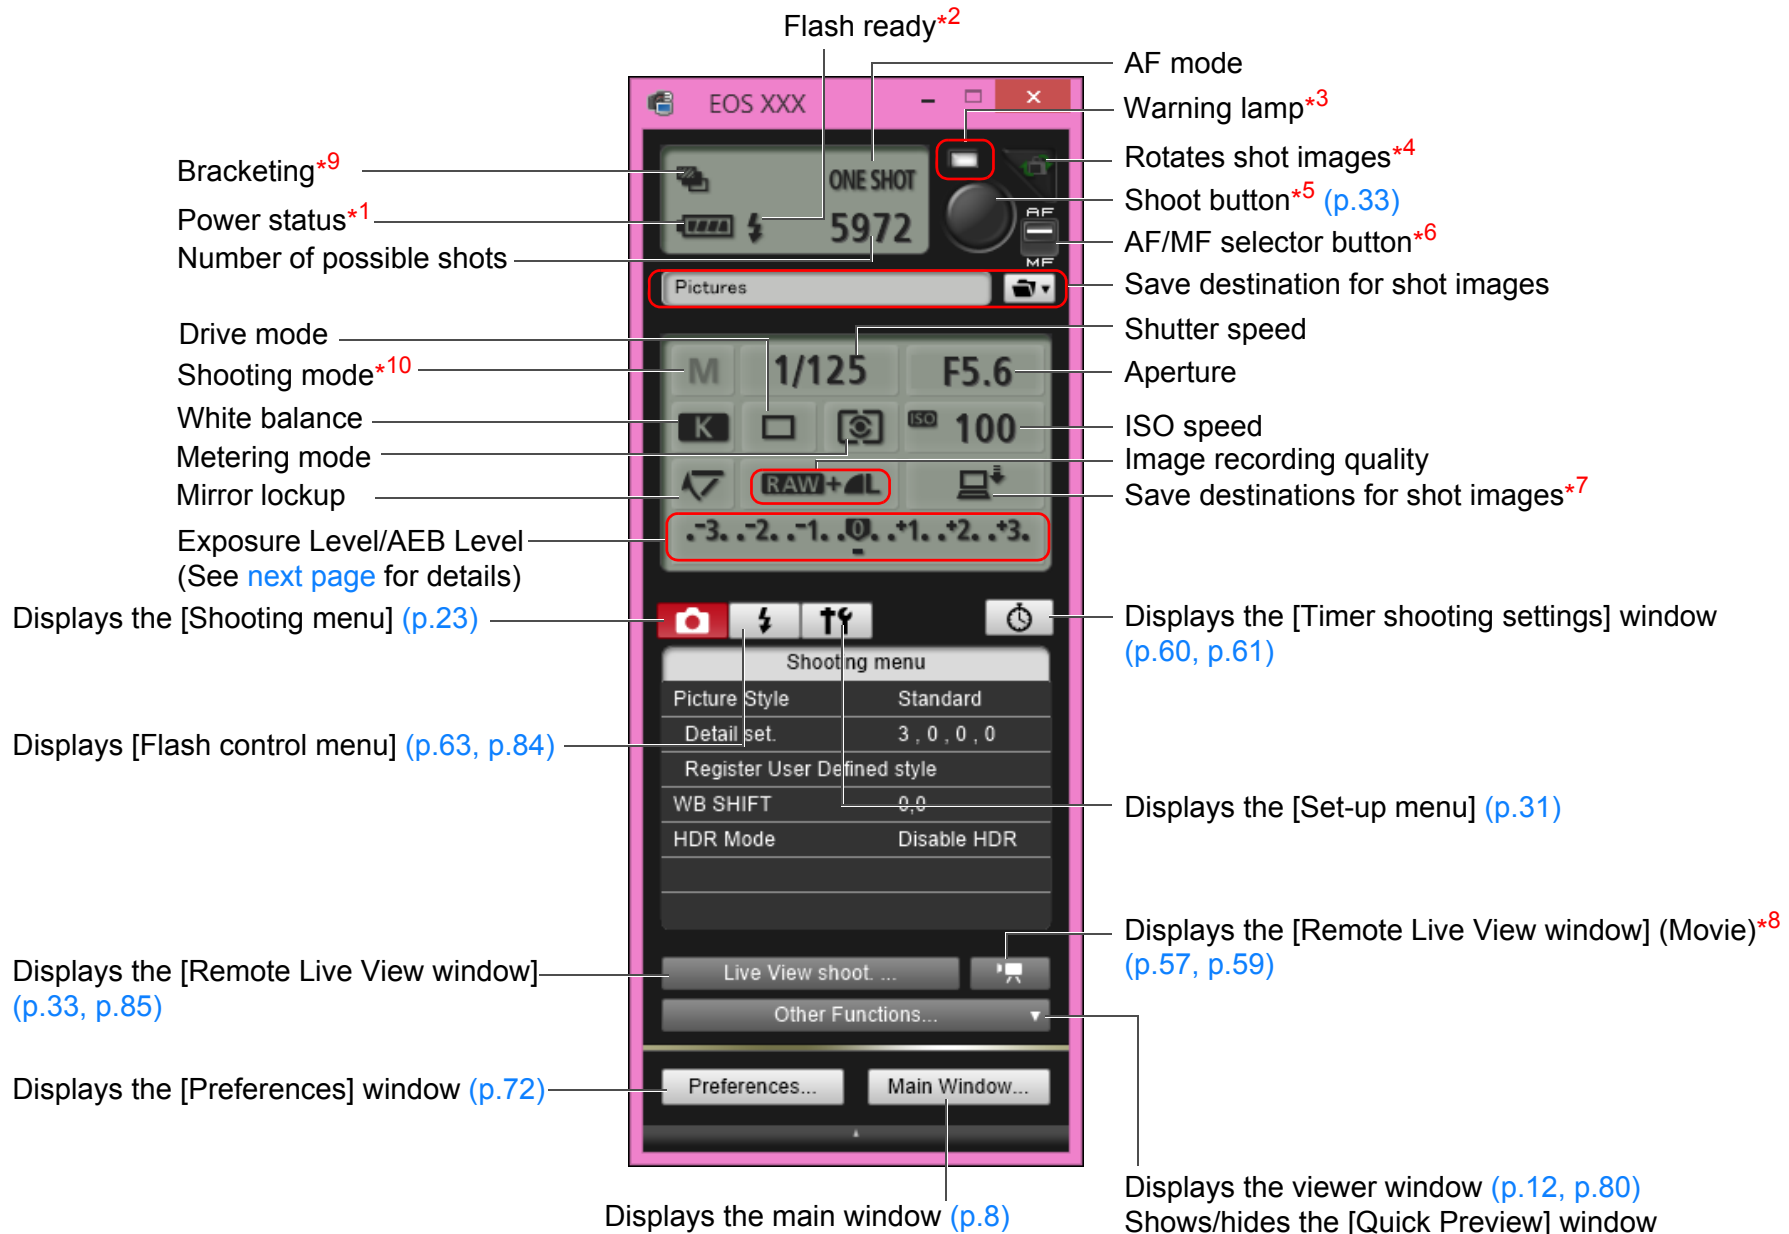 Flash ready*2
AF mode
Warning lamp*3
Rotates shot images*4
Shoot button*5 (p.33)
AF/MF selector button*6
Save destination for shot images
Shutter speed
Aperture
ISO speed
Image recording quality
Save destinations for shot images*7
Displays the [Timer shooting settings] window
(p.60, p.61)
Displays the [Set-up menu] (p.31)
Displays the [Remote Live View window] (Movie)*8
(p.57, p.59)
Displays the viewer window (p.12, p.80)
Shows/hides the [Quick Preview] window
Bracketing*9
Power status*1
Number of possible shots
Drive mode
Shooting mode*10
White balance
Metering mode
Mirror lockup
Exposure Level/AEB Level
(See next page for details)
Displays the [Shooting menu] (p.23)
Displays [Flash control menu] (p.63, p.84)
Displays the [Remote Live View window]
(p.33, p.85)
Displays the [Preferences] window (p.72)
Displays the main window (p.8)
EOS XXX
ONE SHOT
5972
AF
MF
Pictures
M 1/125 F5.6
K ISO 100
RAW+L
.-3. .-2. .-1. .0. .+1. .+2. .+3.
Shooting menu
Picture Style Standard
Detail set. 3 , 0 , 0 , 0
Register User Defined style
WB SHIFT 0,0
HDR Mode Disable HDR
Live View shoot. ...
Other Functions...
Preferences... Main Window...